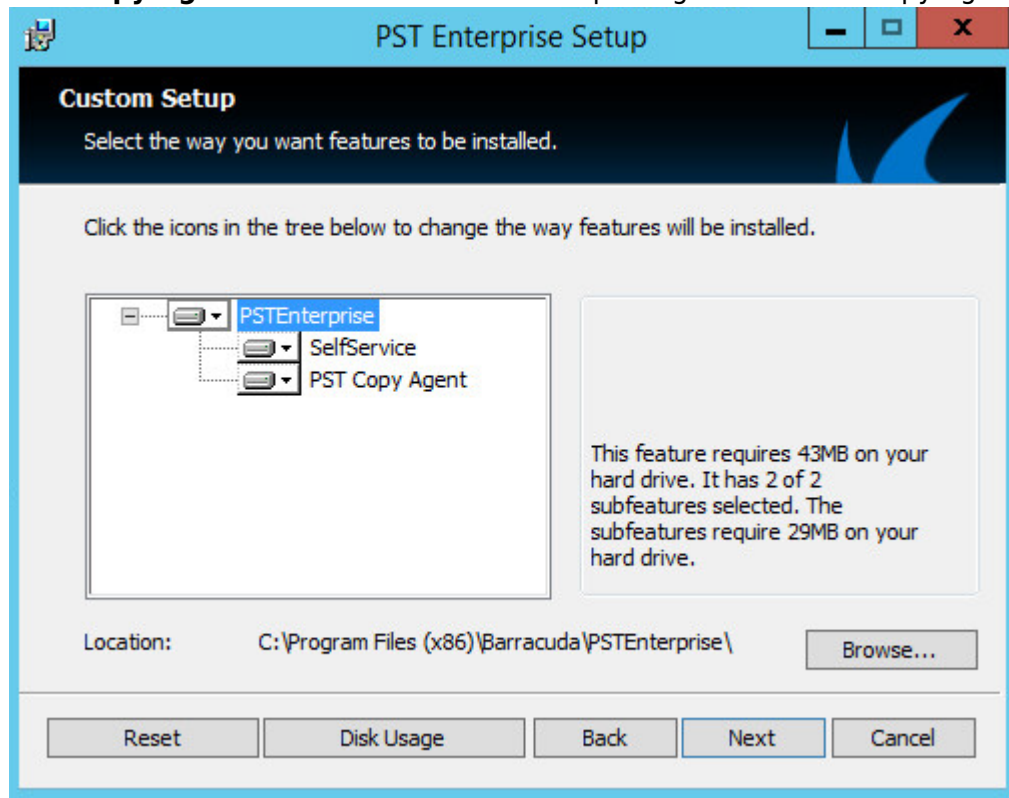 PST Enterprise Setup
Custom Setup
Select the way you want features to be installed.
Click the icons in the tree below to change the way features will be installed.
PSTEnterprise
SelfService
PST Copy Agent
This feature requires 43MB on your
hard drive. It has 2 of 2
subfeatures selected. The
subfeatures require 29MB on your
hard drive.
Location: C:\Program Files (x86)\Barracuda\PSTEnterprise\ Browse...
Reset Disk Usage Back Next Cancel